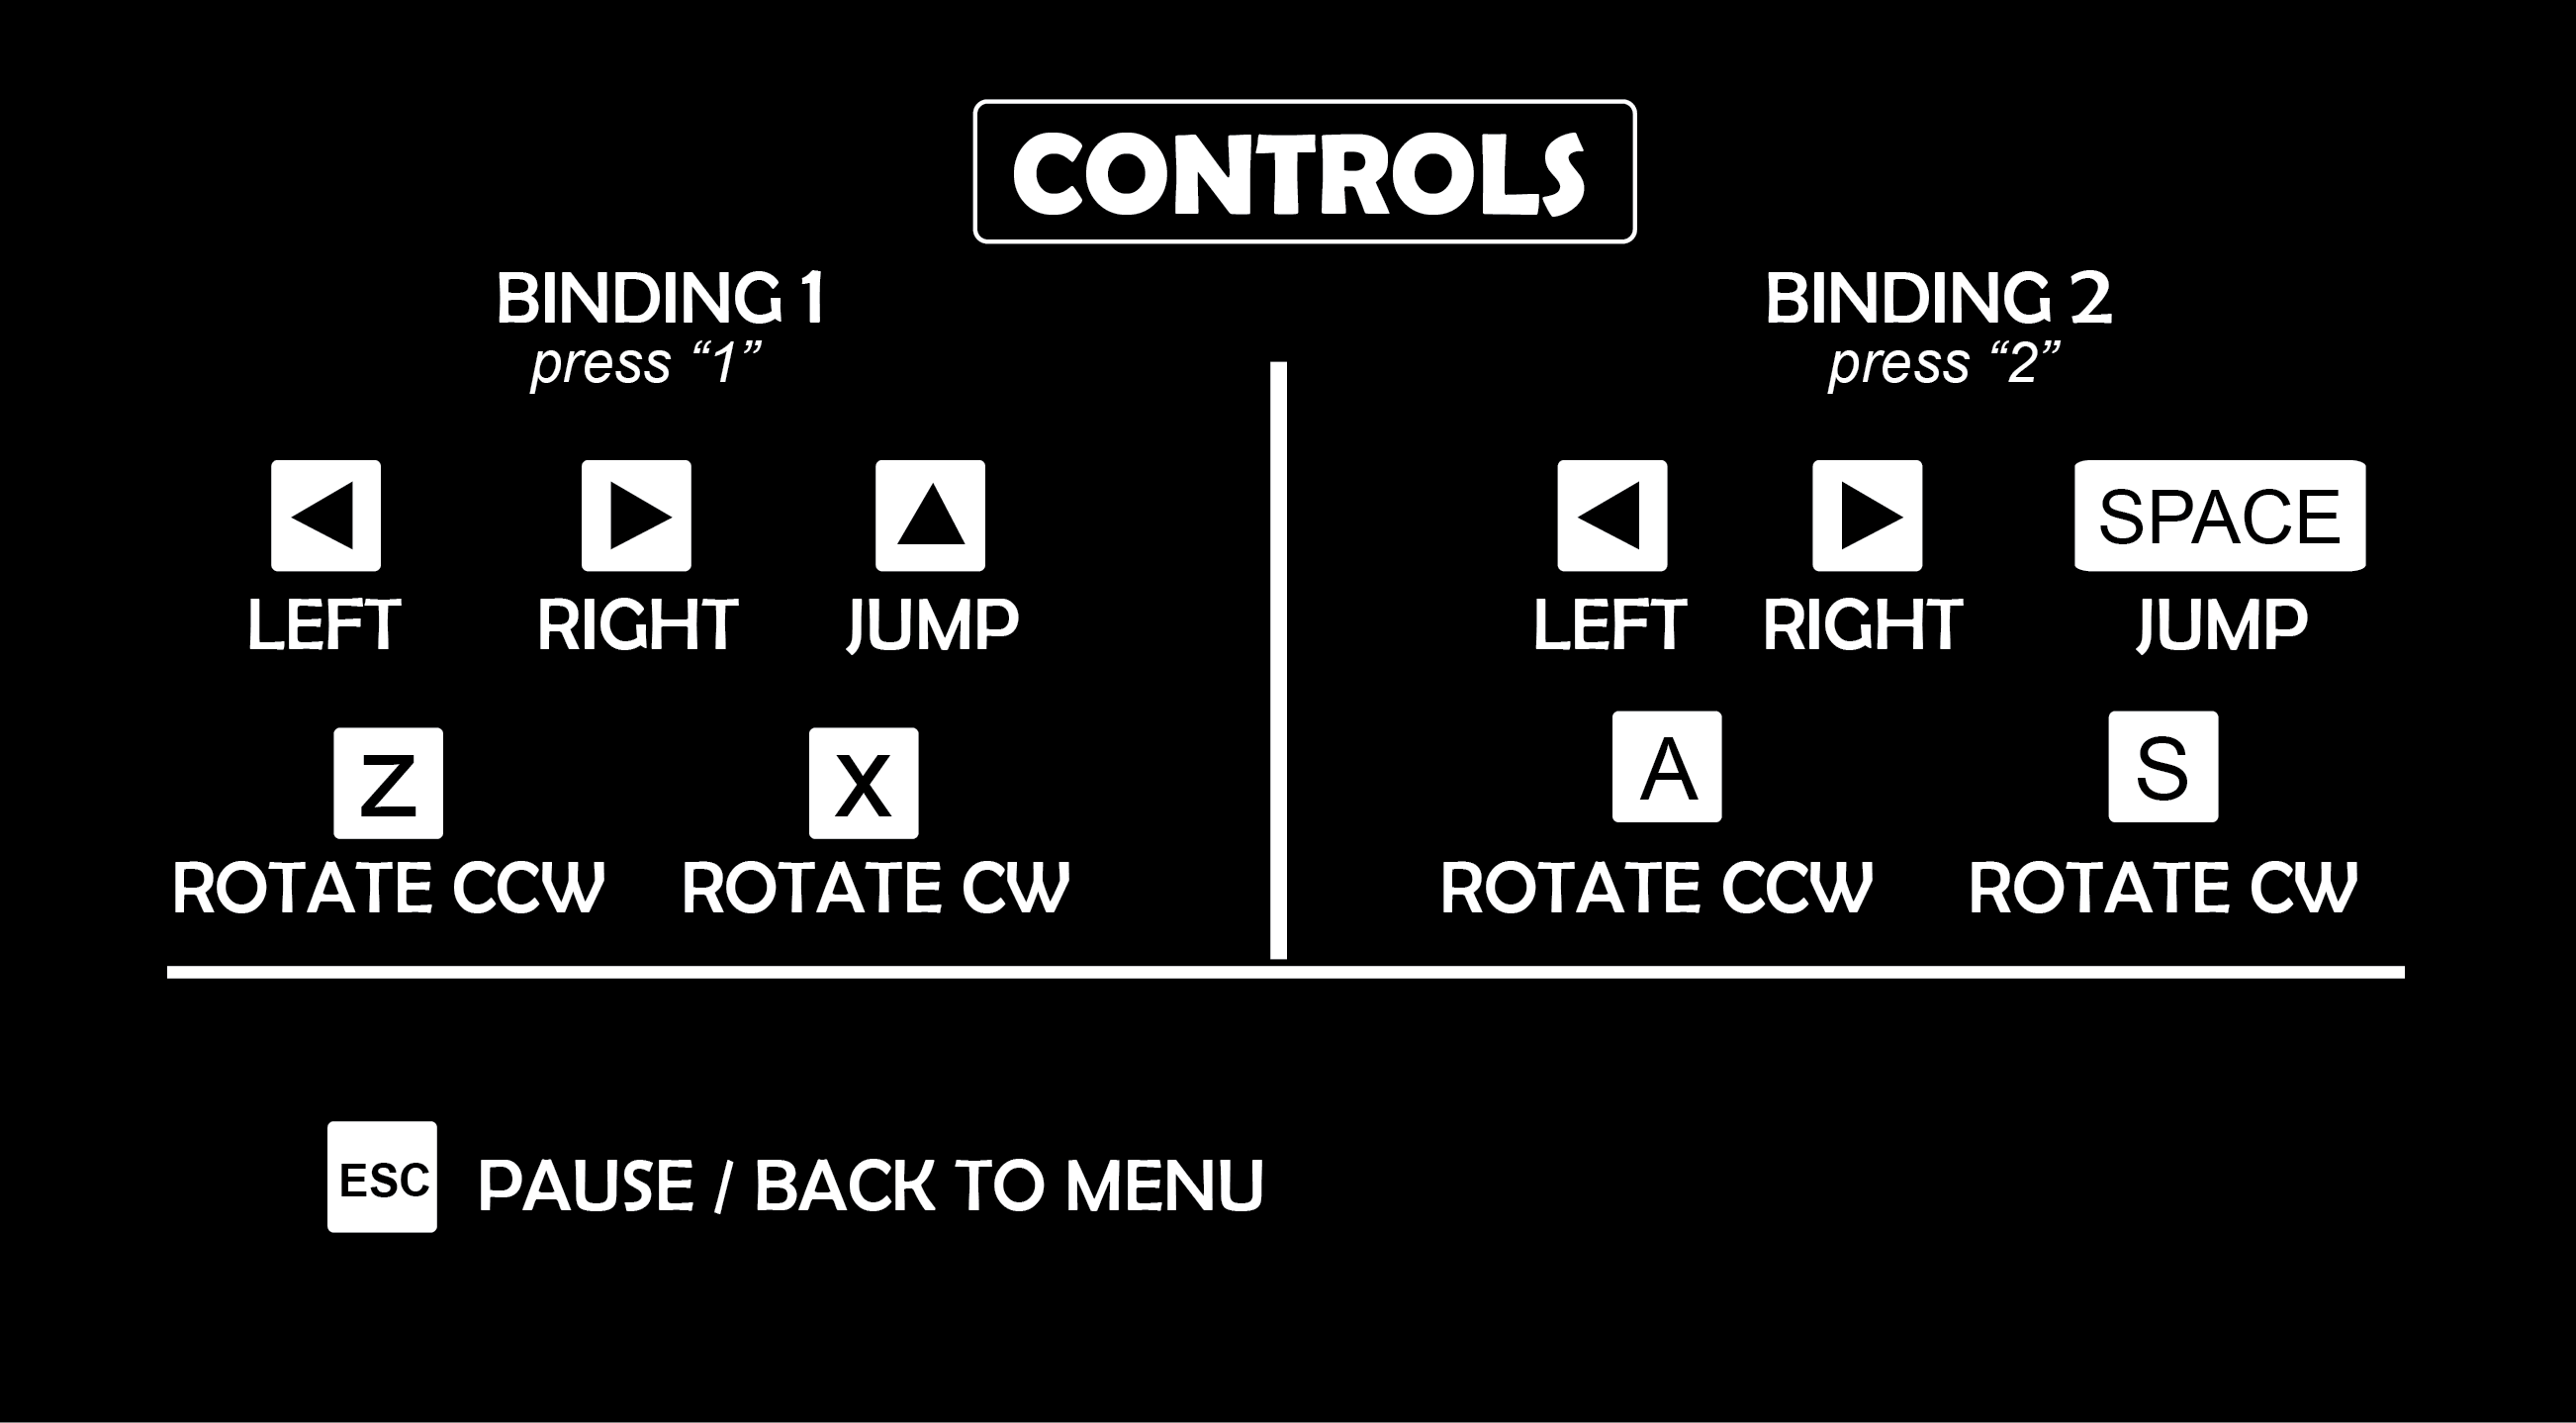 CONTROLS
BINDING 1
press “1”
LEFT
RIGHT
JUMP
Z
X
ROTATE CCW
ROTATE CW
BINDING 2
press “2”
SPACE
LEFT
RIGHT
JUMP
A
S
ROTATE CCW
ROTATE CW
ESC
PAUSE / BACK TO MENU